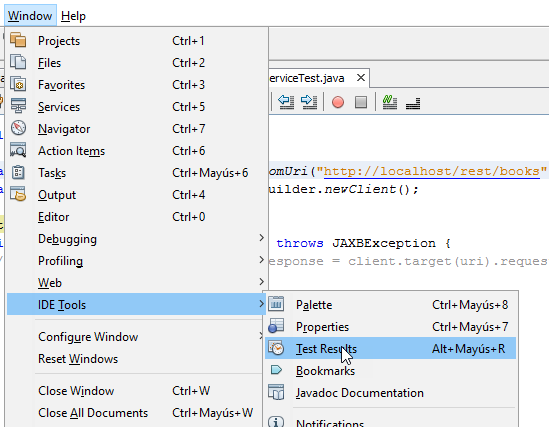 Window Help
Projects Ctrl+1
Files Ctrl+2
Favorites Ctrl+3
erviceTest.java
Services Ctrl+5
Navigator Ctrl+7
Action Items Ctrl+6
Tasks Ctrl+Mayús+6
omUri("http://localhost/rest/books"
Output Ctrl+4
uilder.newClient();
Editor Ctrl+0
Debugging
throws JAXBException {
Profiling
esponse = client.target(uri).reques
Web
IDE Tools
Palette Ctrl+Mayús+8
Properties Ctrl+Mayús+7
Configure Window
Test Results Alt+Mayús+R
Reset Windows
Bookmarks
Close Window Ctrl+W
Javadoc Documentation
Close All Documents Ctrl+Mayús+W
Notifications